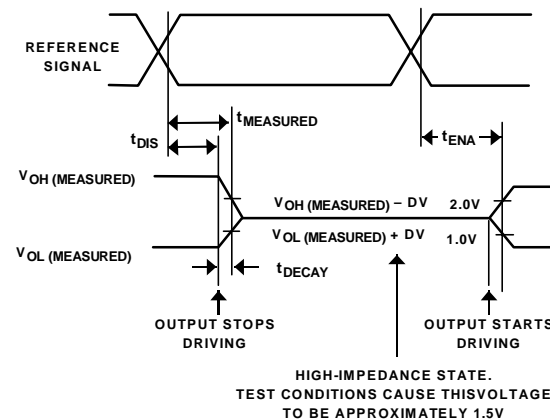 REFERENCE
SIGNAL
tMEASURED
tDIS
tENA
VOH (MEASURED)
VOH (MEASURED) – DV 2.0V
VOL (MEASURED) + DV 1.0V
VOL (MEASURED)
tDECAY
OUTPUT STOPS
DRIVING
OUTPUT STARTS
DRIVING
HIGH-IMPEDANCE STATE.
TEST CONDITIONS CAUSE THISVOLTAGE
TO BE APPROXIMATELY 1.5V